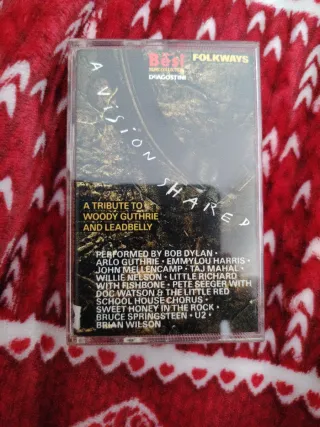 Best
FOLKWAYS
DeAGOSTINI
A VISION SHARED
A TRIBUTE TO
WOODY GUTHRIE
AND LEADBELLY
PERFORMED BY BOB DYLAN •
ARLO GUTHRIE • EMMYLOU HARRIS •
JOHN MELLENCAMP • TAJ MAHAL •
WILLIE NELSON • LITTLE RICHARD
WITH FISHBONE • PETE SEEGER WITH
DOC WATSON & THE LITTLE RED
SCHOOL HOUSE CHORUS •
SWEET HONEY IN THE ROCK •
BRUCE SPRINGSTEEN • U2 •
BRIAN WILSON